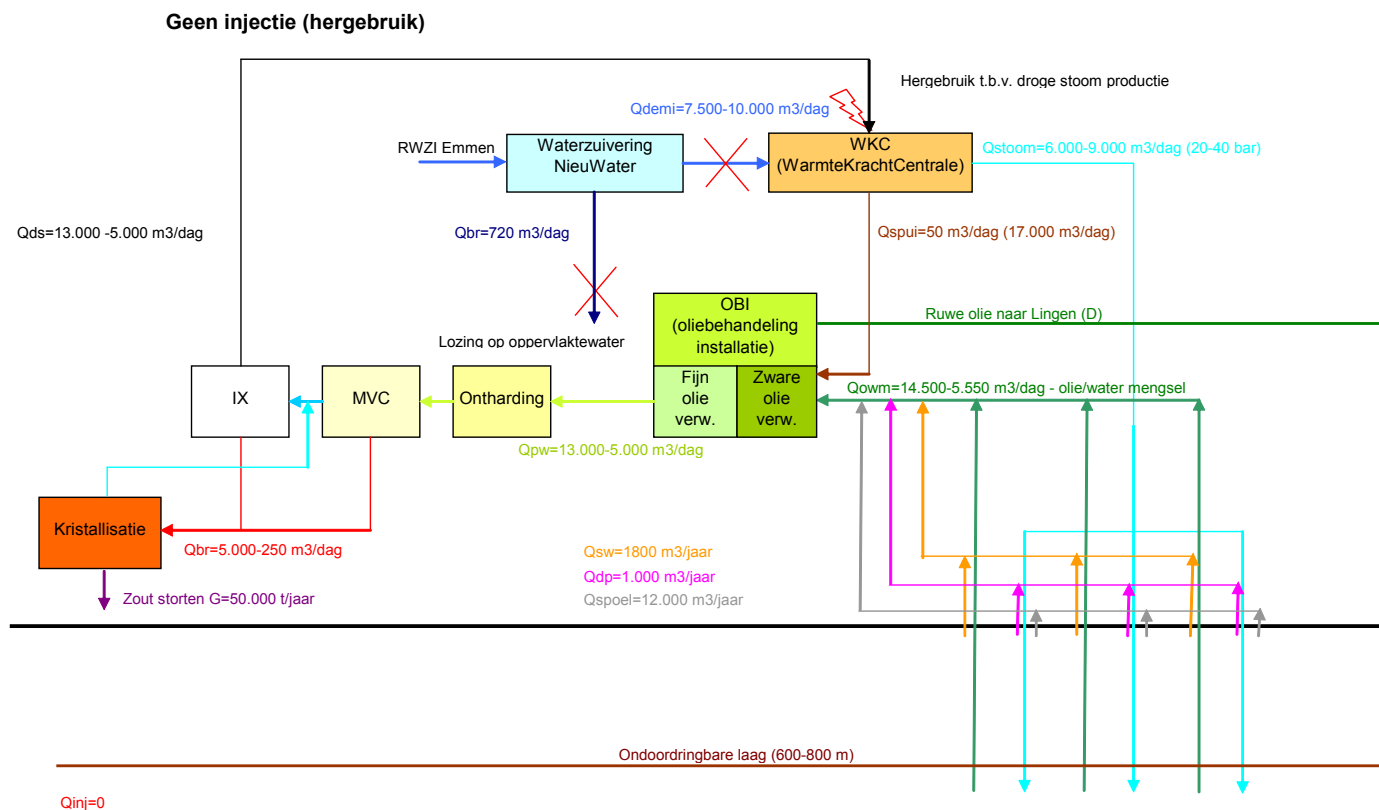 Geen injectie (hergebruik)
Hergebruik t.b.v. droge stoom productie
Qdemi=7.500-10.000 m3/dag
RWZI Emmen
Waterzuivering
NieuWater
WKC
(WarmteKrachtCentrale)
Qstoom=6.000-9.000 m3/dag (20-40 bar)
Qds=13.000 -5.000 m3/dag
Qbr=720 m3/dag
Qspui=50 m3/dag (17.000 m3/dag)
OBI
(oliebehandeling
installatie)
Ruwe olie naar Lingen (D)
Lozing op oppervlaktewater
IX
MVC
Ontharding
Fijn
olie
verw.
Zware
olie
verw.
Qowm=14.500-5.550 m3/dag - olie/water mengsel
Qpw=13.000-5.000 m3/dag
Kristallisatie
Qbr=5.000-250 m3/dag
Qsw=1800 m3/jaar
Qdp=1.000 m3/jaar
Qspoel=12.000 m3/jaar
Zout storten G=50.000 t/jaar
Ondoordringbare laag (600-800 m)
Qinj=0